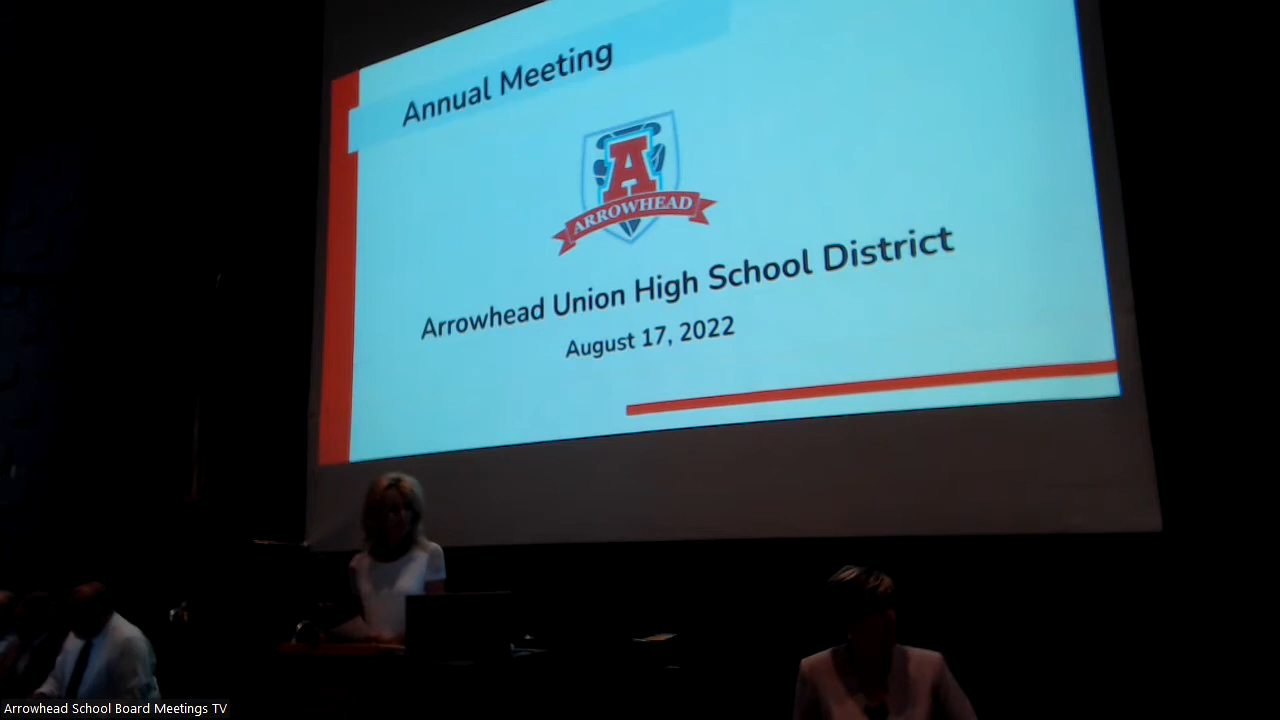 Annual Meeting
A
ARROWHEAD
Arrowhead Union High School District
August 17, 2022
Arrowhead School Board Meetings TV